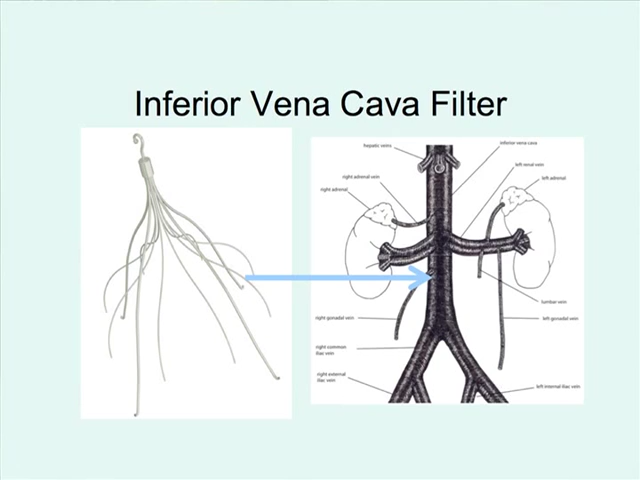 Inferior Vena Cava Filter
hepatic veins
inferior vena cava
left renal vein
right adrenal vein
left adrenal
right adrenal
lumbar vein
right gonadal vein
left gonadal vein
right common
iliac vein
right external
iliac vein
left internal iliac vein